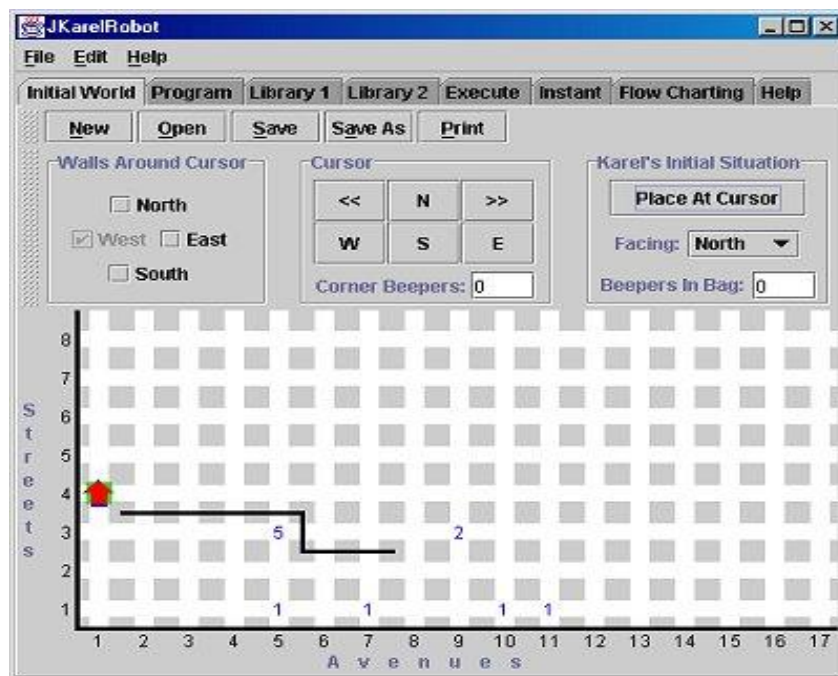 JKarelRobot
File Edit Help
Initial World Program Library 1 Library 2 Execute Instant Flow Charting Help
New Open Save Save As Print
Walls Around Cursor
North
West East
South
Cursor
<< N >>
W S E
Corner Beepers: 0
Karel's Initial Situation
Place At Cursor
Facing: North
Beepers In Bag: 0
Streets
8
7
6
5
4
3 5 2
2
1 1 1 1 1
1 2 3 4 5 6 7 8 9 10 11 12 13 14 15 16 17
Avenues